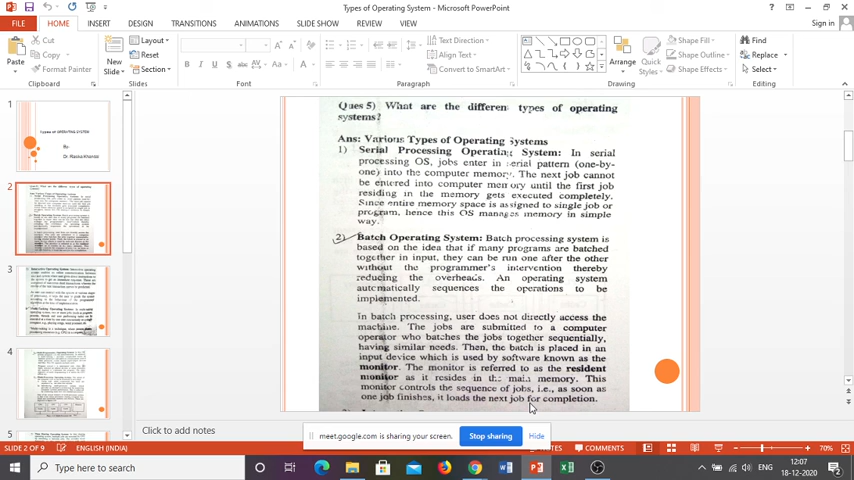 Types of Operating System - PowerPoint
FILE
HOME
INSERT
DESIGN
TRANSITIONS
ANIMATIONS
SLIDE SHOW
REVIEW
VIEW
Sign in
Cut
Copy
Format Painter
Paste
Clipboard
New
Slide
Layout
Reset
Section
Slides
Font
Paragraph
Text Direction
Align Text
Convert to SmartArt
Arrange
Quick
Styles
Shape Fill
Shape Outline
Shape Effects
Drawing
Find
Replace
Select
Editing
1
Types of OPERATING SYSTEM
By-
2
3
4
5
Ques 5) What are the different types of operating
systems?
Ans: Various Types of Operating Systems
1) Serial Processing Operating System: In serial
processing OS, jobs enter in serial pattern (one-by-
one) into the computer memory. The next job cannot
be entered into computer memory until the first job
residing in the memory gets executed completely.
Since entire memory space is assigned to single job or
program, hence this OS manages memory in simple
way.
2) Batch Operating System: Batch processing system is
based on the idea that if many programs are batched
together in input, they can be run one after the other
without the programmer's intervention thereby
reducing the overheads. An operating system
automatically sequences the operations to be
implemented.
In batch processing, user does not directly access the
machine. The jobs are submitted to a computer
operator who batches the jobs together sequentially,
having similar needs. Then, the batch is placed in an
input device which is used by software known as the
monitor. The monitor is referred to as the resident
monitor as it resides in the main memory. This
monitor controls the sequence of jobs, i.e., as soon as
one job finishes, it loads the next job for completion.
Click to add notes
meet.google.com is sharing your screen.
Stop sharing
Hide
SLIDE 2 OF 9
ENGLISH (INDIA)
NOTES
COMMENTS
70%
Type here to search
ENG
12:07
18-12-2020
2